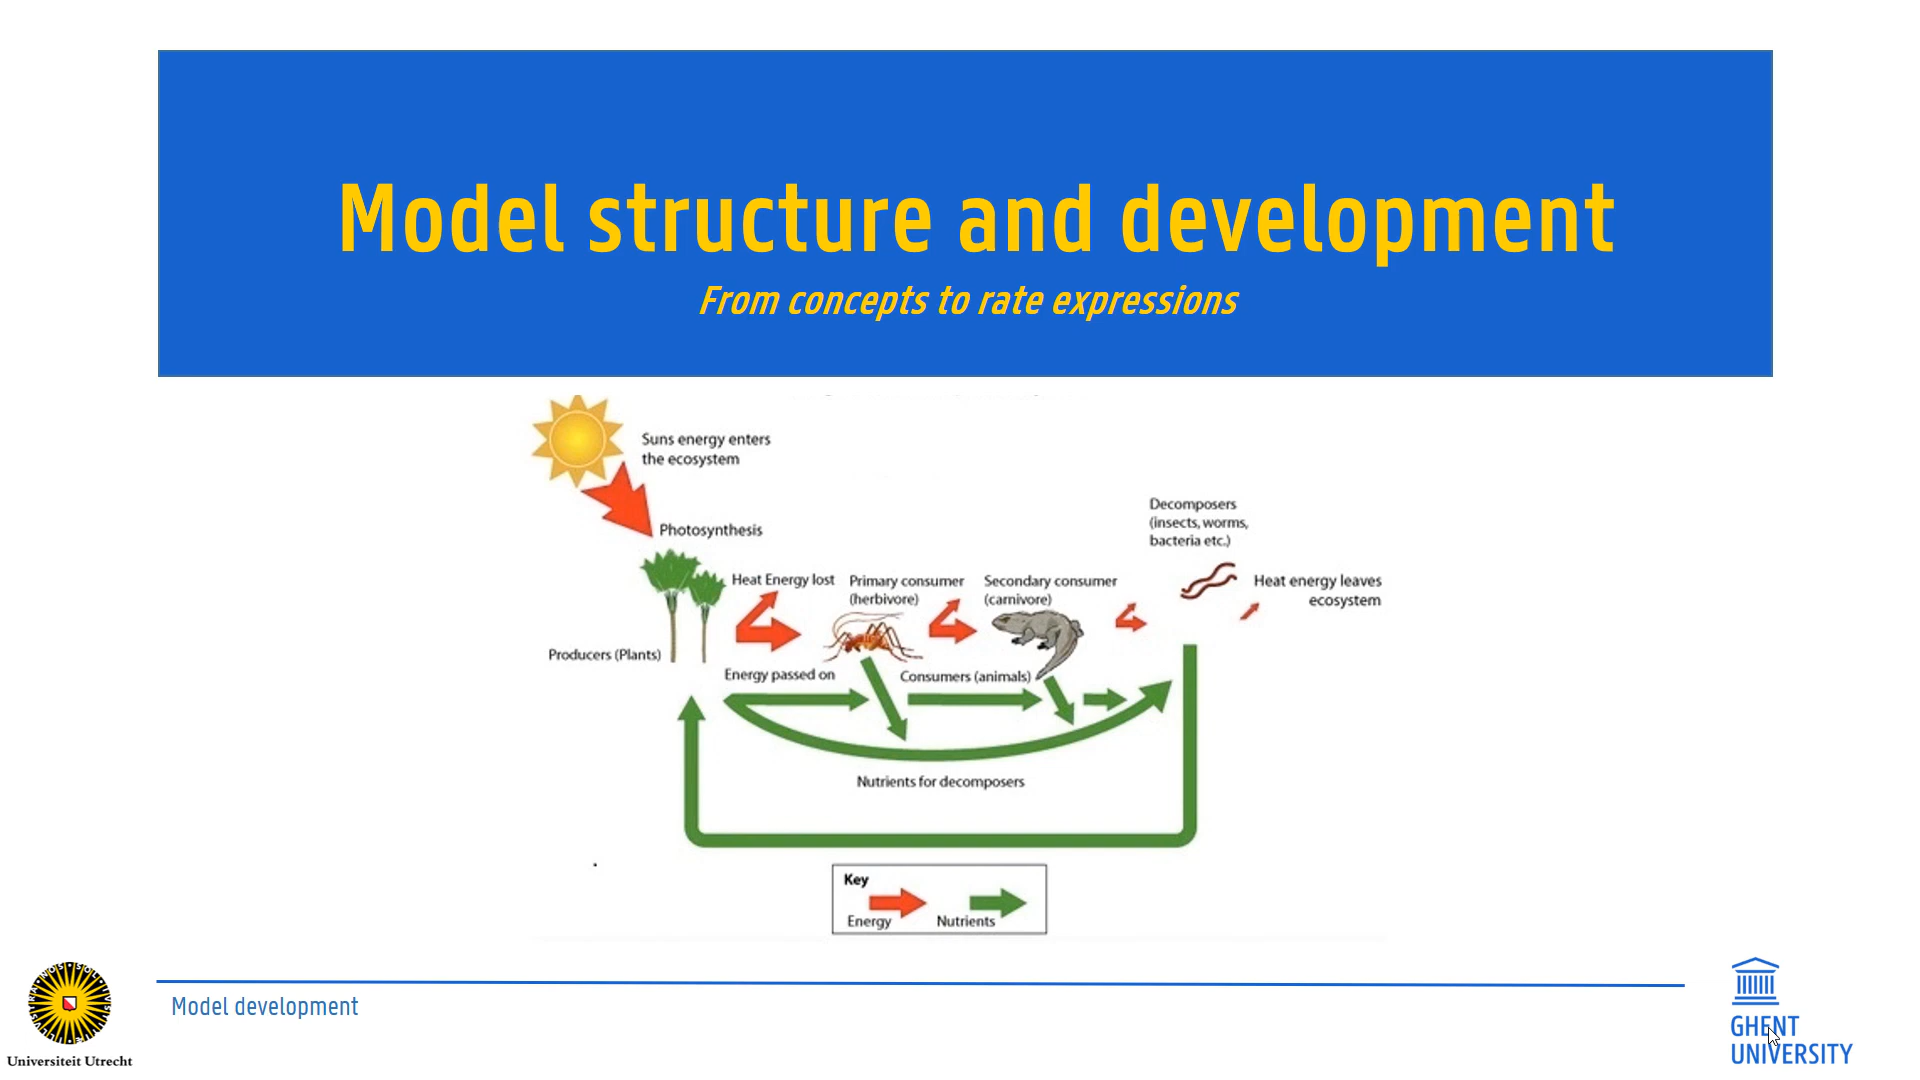 Model structure and development
From concepts to rate expressions
Suns energy enters
the ecosystem
Photosynthesis
Decomposers
(insects, worms,
bacteria etc.)
Heat Energy lost
Primary consumer
(herbivore)
Secondary consumer
(carnivore)
Heat energy leaves
ecosystem
Producers (Plants)
Energy passed on
Consumers (animals)
Nutrients for decomposers
Key
Energy
Nutrients
Model development
Universiteit Utrecht
GHENT
UNIVERSITY